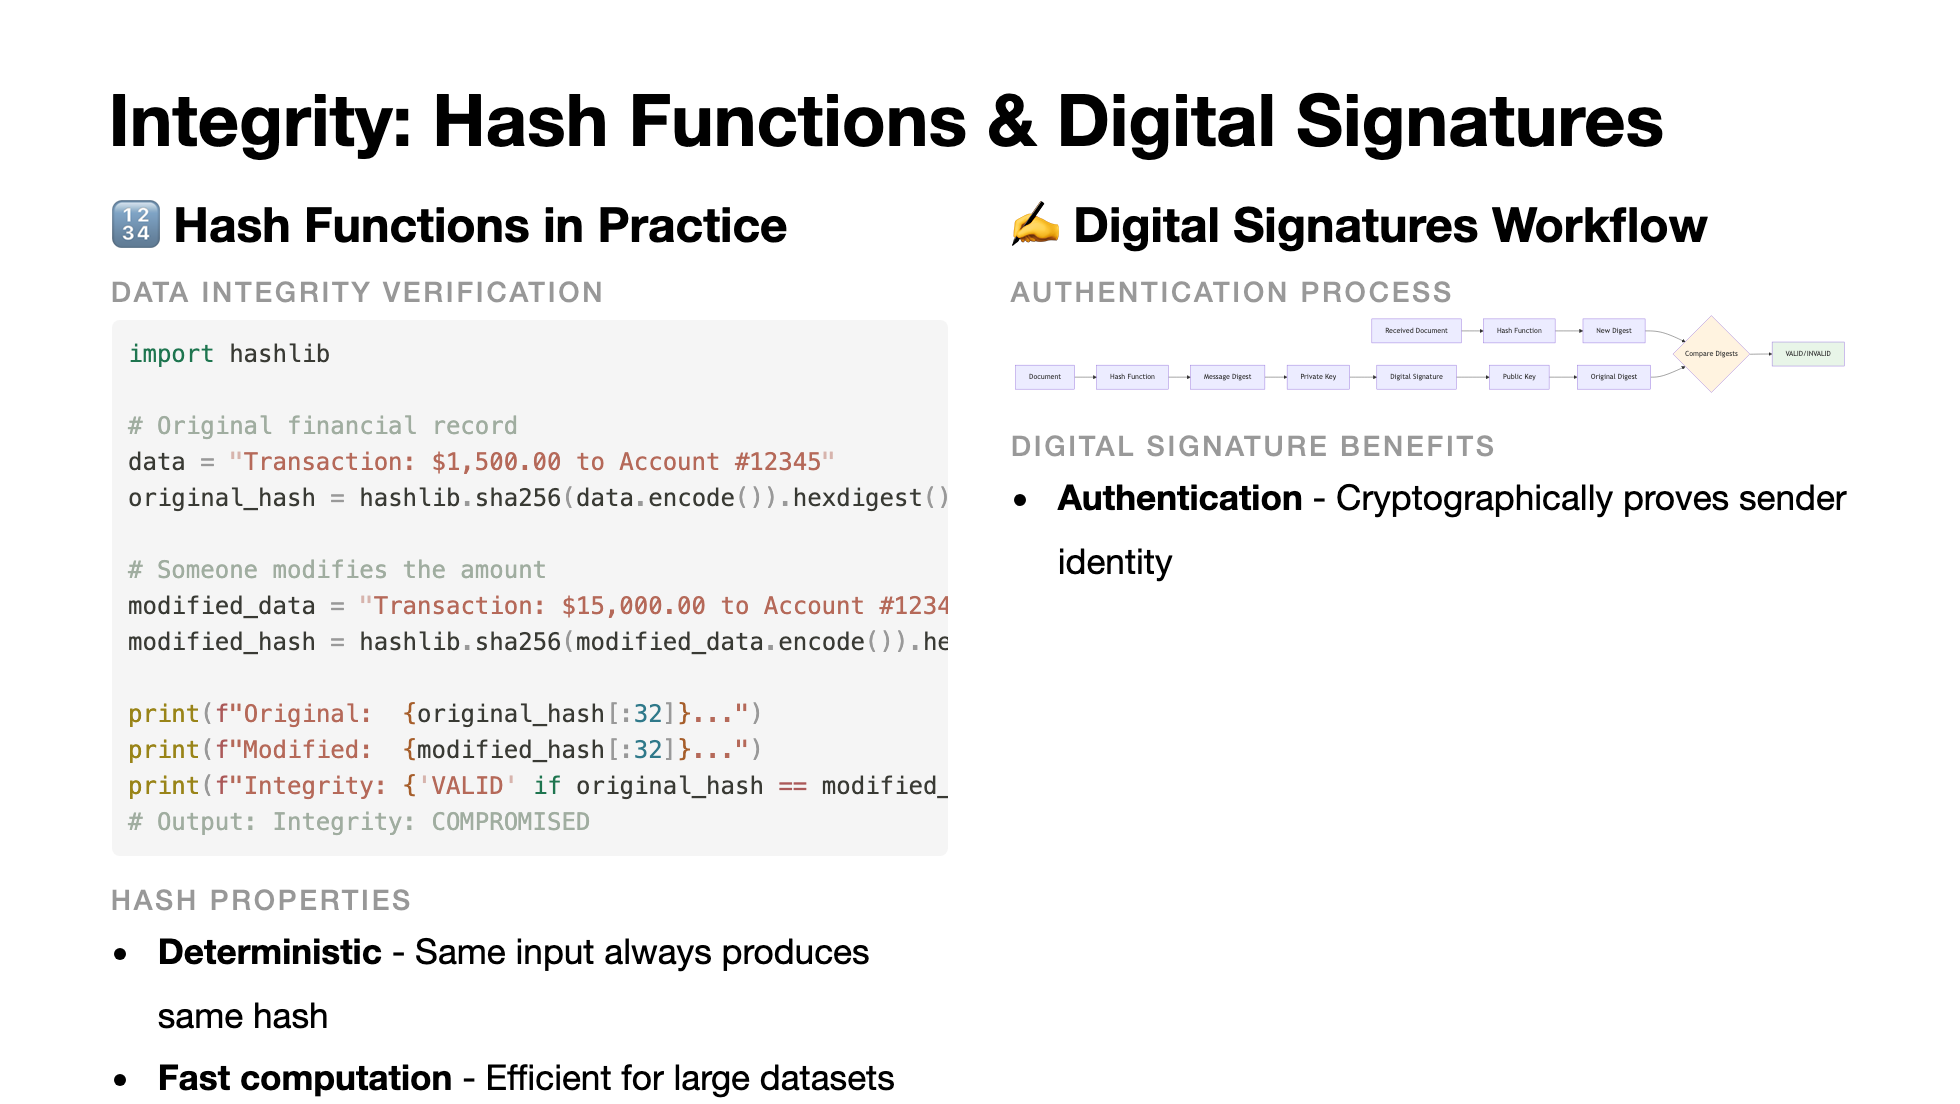 Integrity: Hash Functions & Digital Signatures
🔢 Hash Functions in Practice
DATA INTEGRITY VERIFICATION
import hashlib
# Original financial record
data = "Transaction: $1,500.00 to Account #12345"
original_hash = hashlib.sha256(data.encode()).hexdigest()
# Someone modifies the amount
modified_data = "Transaction: $15,000.00 to Account #1234
modified_hash = hashlib.sha256(modified_data.encode()).he
print(f"Original:  {original_hash[:32]}...")
print(f"Modified:  {modified_hash[:32]}...")
print(f"Integrity: {'VALID' if original_hash == modified_
# Output: Integrity: COMPROMISED
HASH PROPERTIES
• Deterministic - Same input always produces
same hash
• Fast computation - Efficient for large datasets
✍️ Digital Signatures Workflow
AUTHENTICATION PROCESS
Received Document
Hash Function
New Digest
Compare Digests
VALID/INVALID
Document
Hash Function
Message Digest
Private Key
Digital Signature
Public Key
Original Digest
DIGITAL SIGNATURE BENEFITS
• Authentication - Cryptographically proves sender
identity